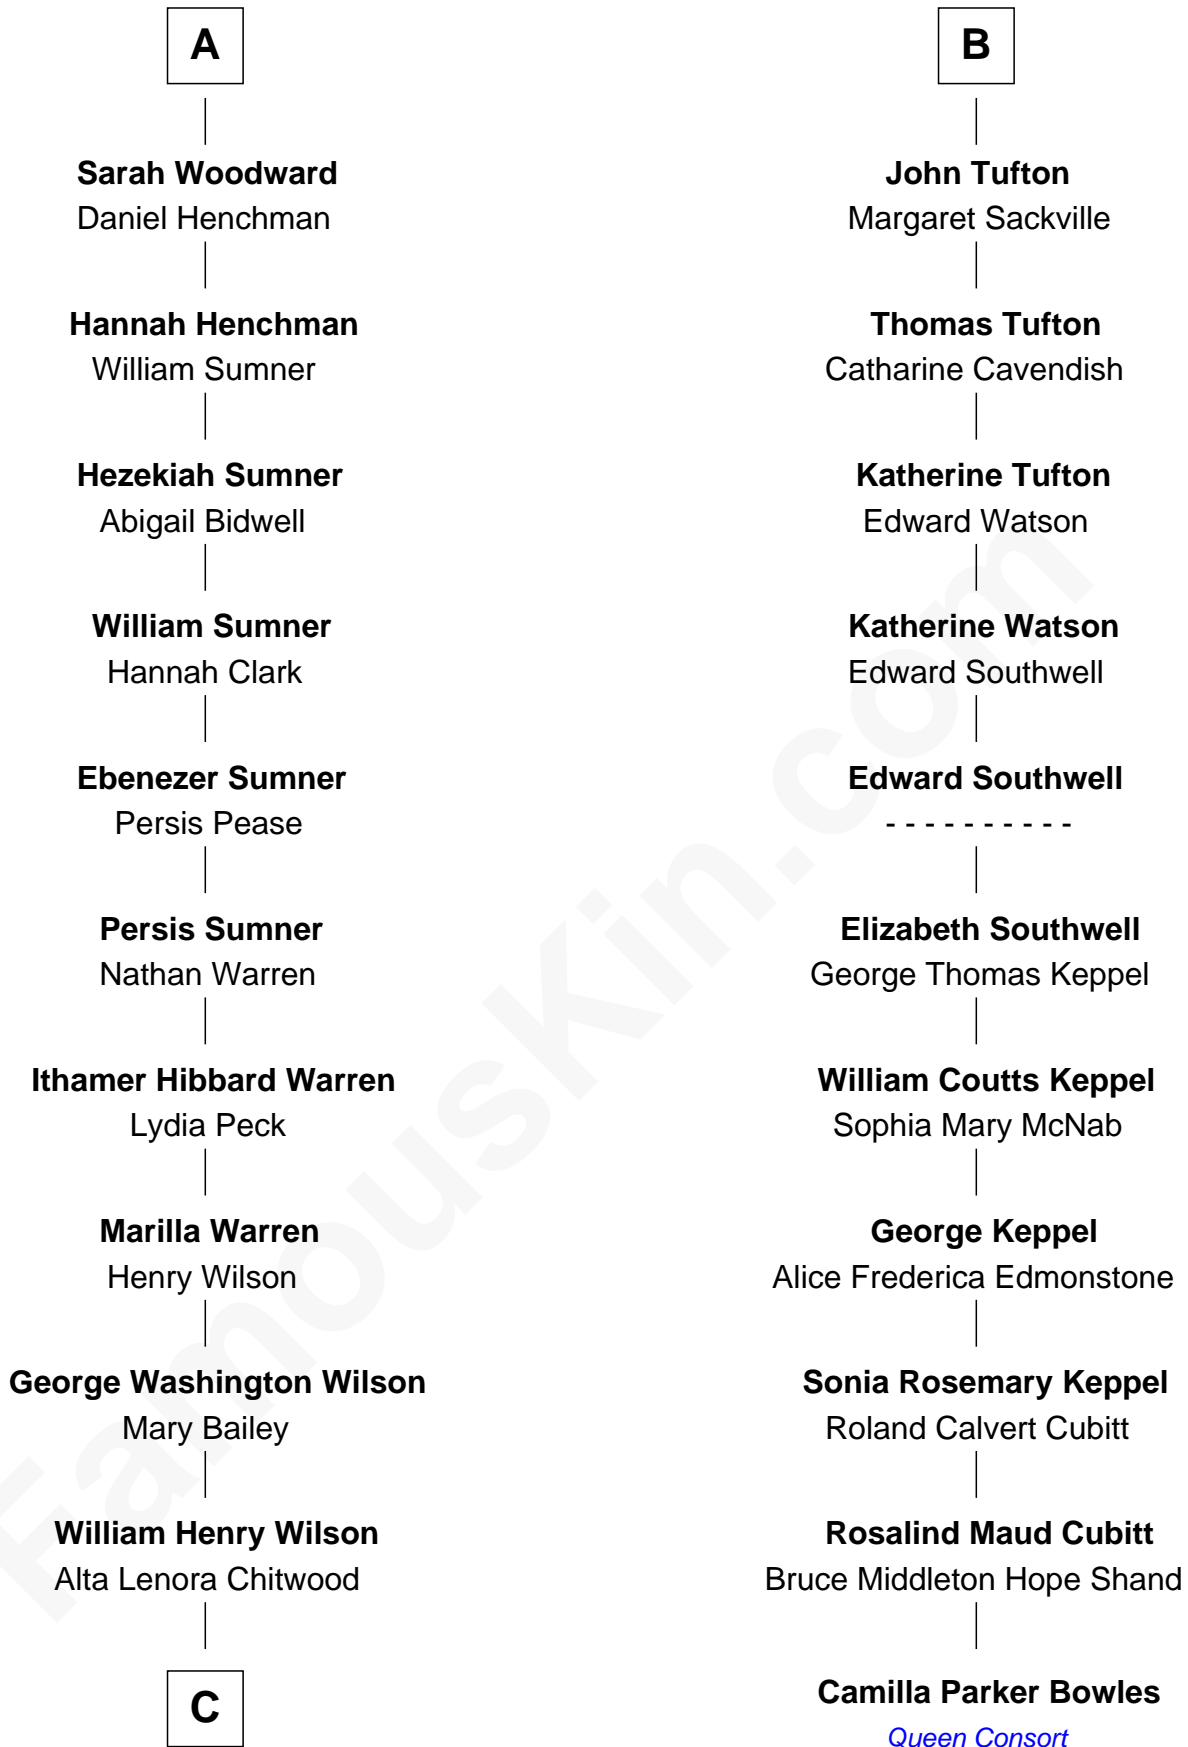 A
Sarah Woodward
Daniel Henchman
Hannah Henchman
William Sumner
Hezekiah Sumner
Abigail Bidwell
William Sumner
Hannah Clark
Ebenezer Sumner
Persis Pease
Persis Sumner
Nathan Warren
Ithamer Hibbard Warren
Lydia Peck
Marilla Warren
Henry Wilson
George Washington Wilson
Mary Bailey
William Henry Wilson
Alta Lenora Chitwood
C
B
John Tufton
Margaret Sackville
Thomas Tufton
Catharine Cavendish
Katherine Tufton
Edward Watson
Katherine Watson
Edward Southwell
Edward Southwell
- - - - - - - - - -
Elizabeth Southwell
George Thomas Keppel
William Coutts Keppel
Sophia Mary McNab
George Keppel
Alice Frederica Edmonstone
Sonia Rosemary Keppel
Roland Calvert Cubitt
Rosalind Maud Cubitt
Bruce Middleton Hope Shand
Camilla Parker Bowles
Queen Consort
FamousKin.com